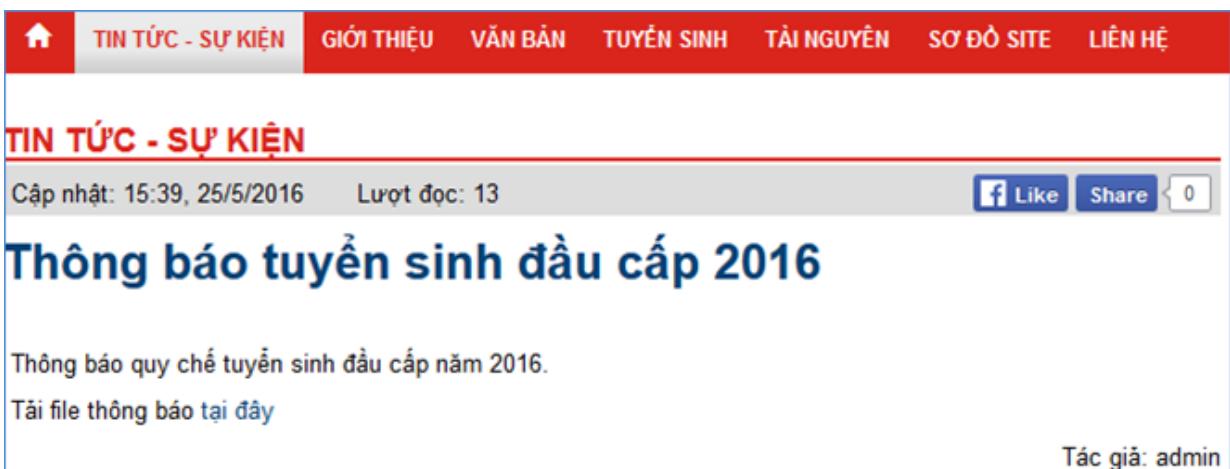 TIN TỨC - SỰ KIỆN GIỚI THIỆU VĂN BẢN TUYỂN SINH TÀI NGUYÊN SƠ ĐỒ SITE LIÊN HỆ
TIN TỨC - SỰ KIỆN
Cập nhật: 15:39, 25/5/2016 Lượt đọc: 13 Like Share 0
Thông báo tuyển sinh đầu cấp 2016
Thông báo quy chế tuyển sinh đầu cấp năm 2016.
Tải file thông báo tại đây
Tác giả: admin